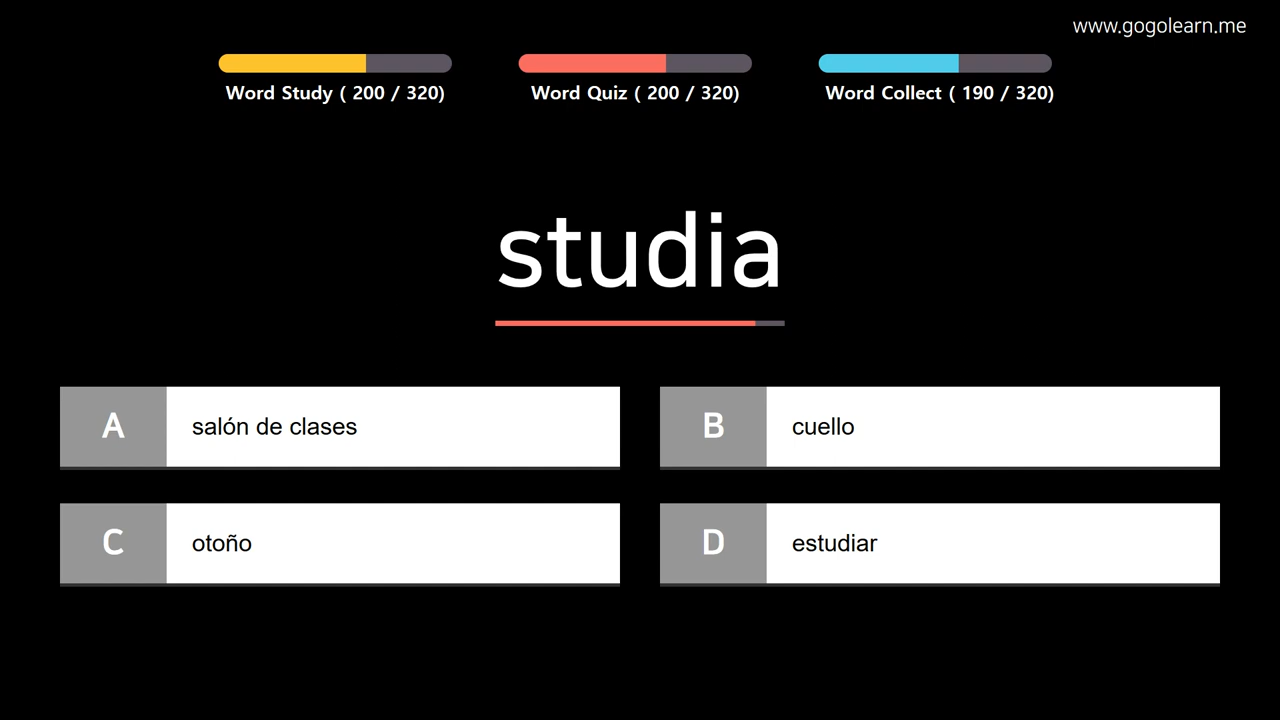 www.gogolearn.me
Word Study ( 200 / 320)
Word Quiz ( 200 / 320)
Word Collect ( 190 / 320)
studia
A salón de clases
B cuello
C otoño
D estudiar